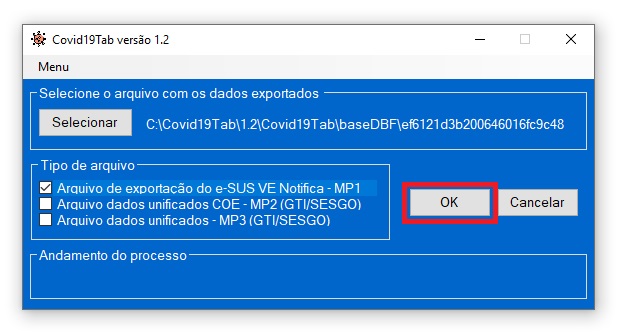 Covid19Tab versão 1.2
Menu
Selecione o arquivo com os dados exportados
Selecionar
C:\Covid19Tab\1.2\Covid19Tab\baseDBF\ef6121d3b200646016fc9c48
Tipo de arquivo
Arquivo de exportação do e-SUS VE Notifica - MP1
Arquivo dados unificados COE - MP2 (GTI/SESGO)
Arquivo dados unificados - MP3 (GTI/SESGO)
OK
Cancelar
Andamento do processo